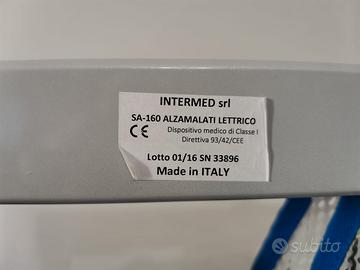 INTERMED srl
SA-160 ALZAMALATI LETTRICO
CE Dispositivo medico di Classe I
Direttiva 93/42/CEE
Lotto 01/16 SN 33896
Made in ITALY
subito